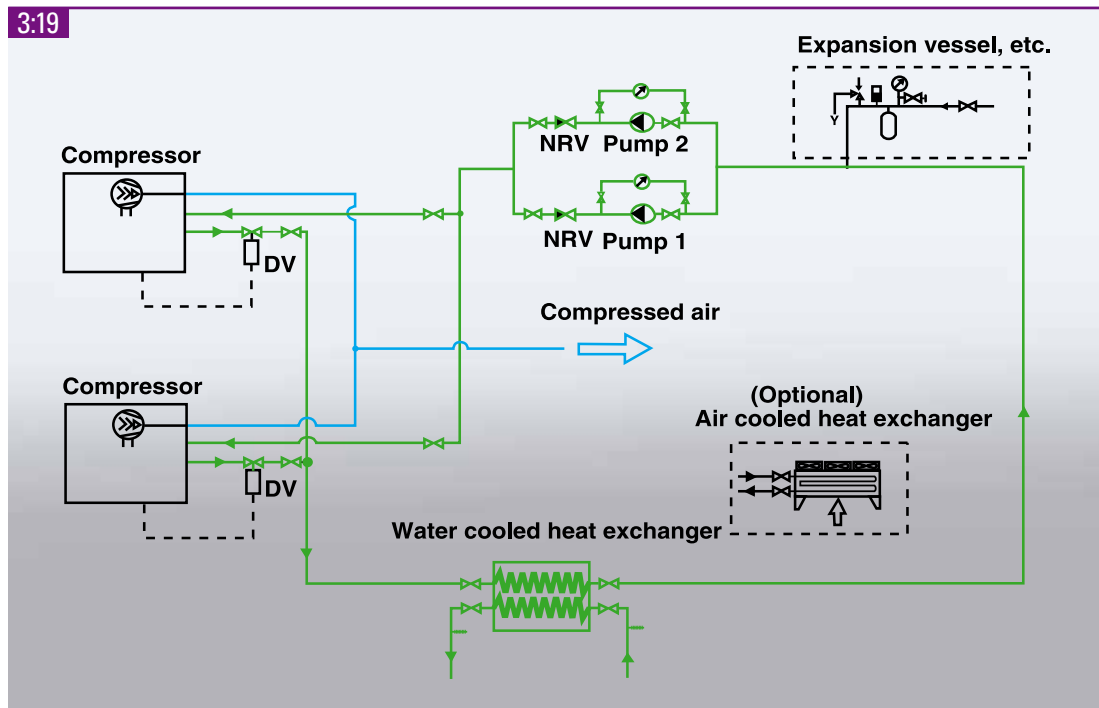 3:19
Expansion vessel, etc.
Y
Compressor
NRV Pump 2
NRV Pump 1
DV
Compressed air
Compressor
(Optional)
Air cooled heat exchanger
DV
Water cooled heat exchanger